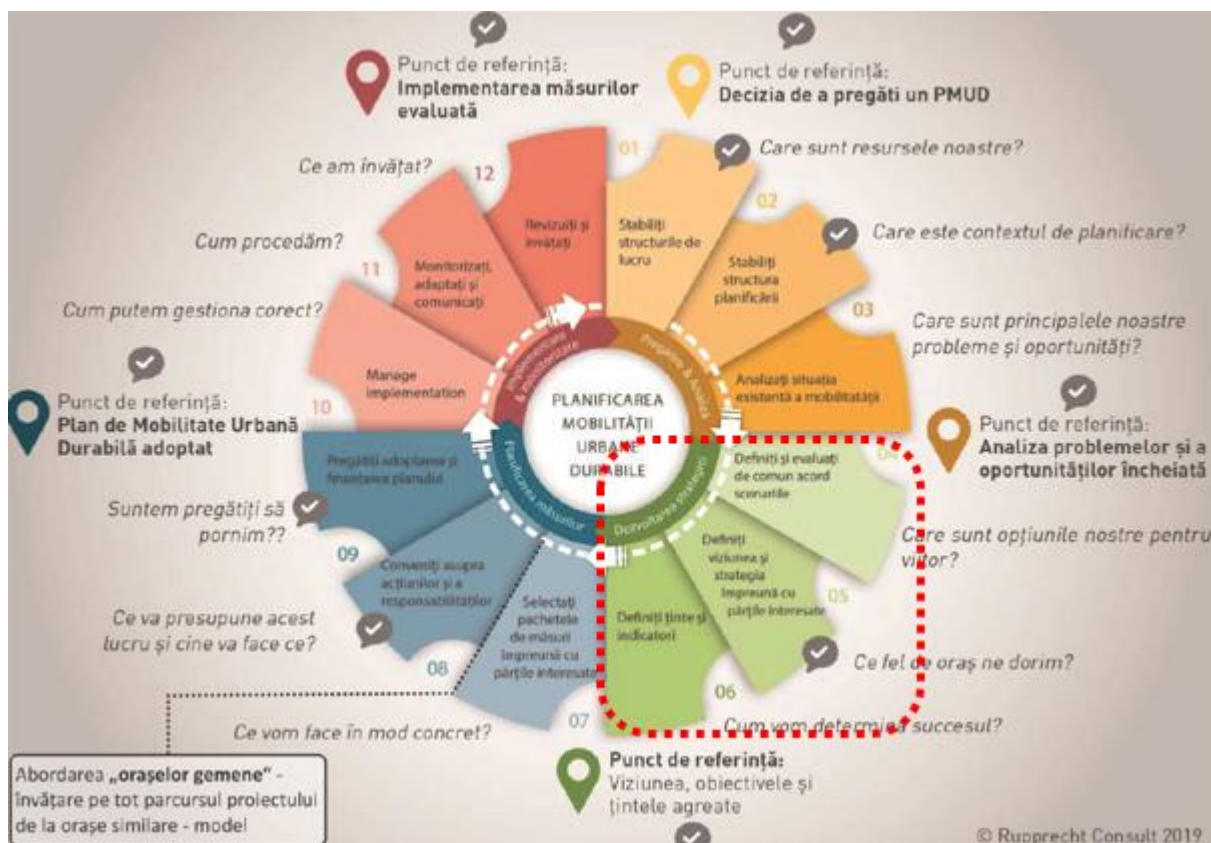 Punct de referință:
Implementarea măsurilor
evaluată
Punct de referință:
Decizia de a pregăti un PMUD
Ce am învățat?
Care sunt resursele noastre?
Cum procedăm?
Care este contextul de planificare?
Cum putem gestiona corect?
Care sunt principalele noastre
probleme și oportunități?
Punct de referință:
Plan de Mobilitate Urbană
Durabilă adoptat
Punct de referință:
Analiza problemelor și a
oportunităților încheiată
01
Stabiliți
structurile de
lucru
02
Stabiliți
structura
planificării
03
Analizați situația
existentă a mobilitatății
04
Definiți și evaluați
de comun acord
scenariile
05
Definiți
viziunea și
strategia
împreună cu
părțile interesate
06
Definiți ținte și
indicatori
07
Selectați
pachetele
de măsuri
împreună cu
părțile interesate
08
Conveniți asupra
acțiunilor și a
responsabilităților
09
Pregătiți adoptarea și
finanțarea planului
10
Manage
implementation
11
Monitorizați,
adaptați și
comunicați
12
Revizuiți și
învățați
Pregătire & Analiză
Dezvoltarea strategiei
Planificarea măsurilor
& monitorizare
PLANIFICAREA
MOBILITĂȚII
URBANE
DURABILE
Care sunt opțiunile nostre pentru
viitor?
Ce fel de oraș ne dorim?
Cum vom determina succesul?
Ce vom face în mod concret?
Ce va presupune acest
lucru și cine va face ce?
Suntem pregătiți să
pornim??
Punct de referință:
Viziunea, obiectivele și
țintele agreate
Abordarea „orașelor gemene“ -
învățare pe tot parcursul proiectului
de la orașe similare - model
© Rupprecht Consult 2019